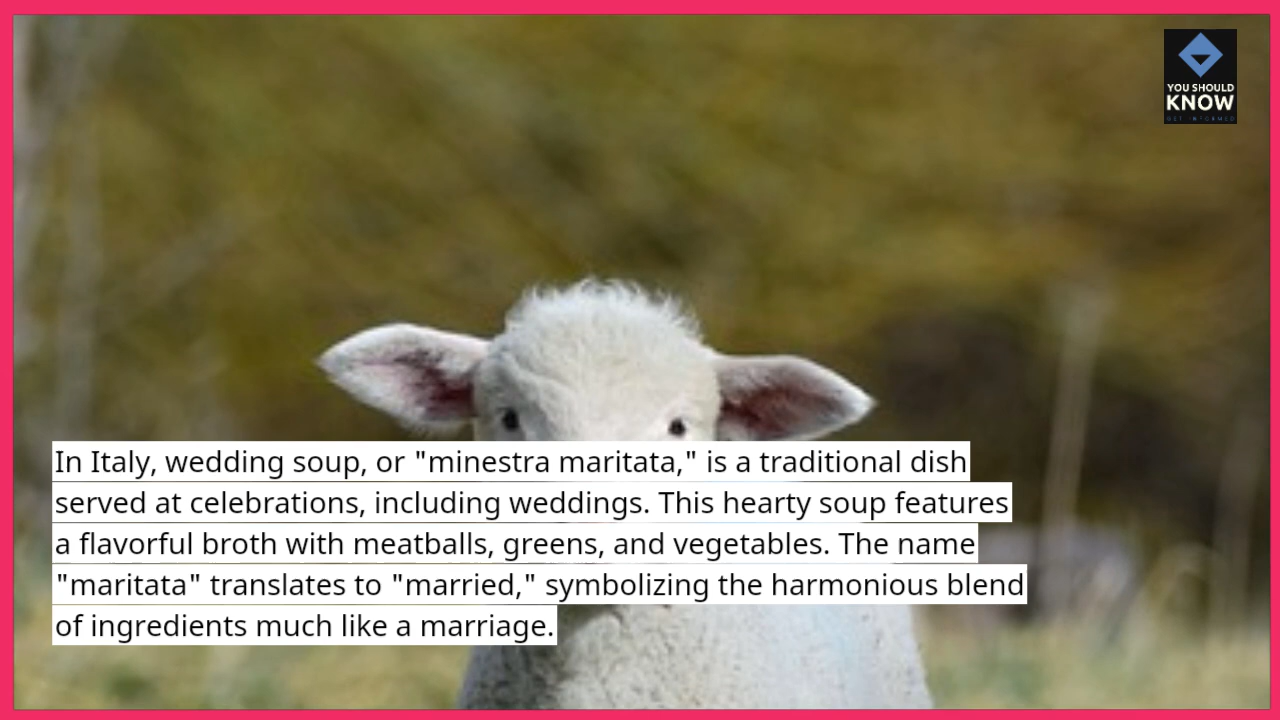 YOU SHOULD
KNOW
GET INFORMED
In Italy, wedding soup, or "minestra maritata," is a traditional dish
served at celebrations, including weddings. This hearty soup features
a flavorful broth with meatballs, greens, and vegetables. The name
"maritata" translates to "married," symbolizing the harmonious blend
of ingredients much like a marriage.